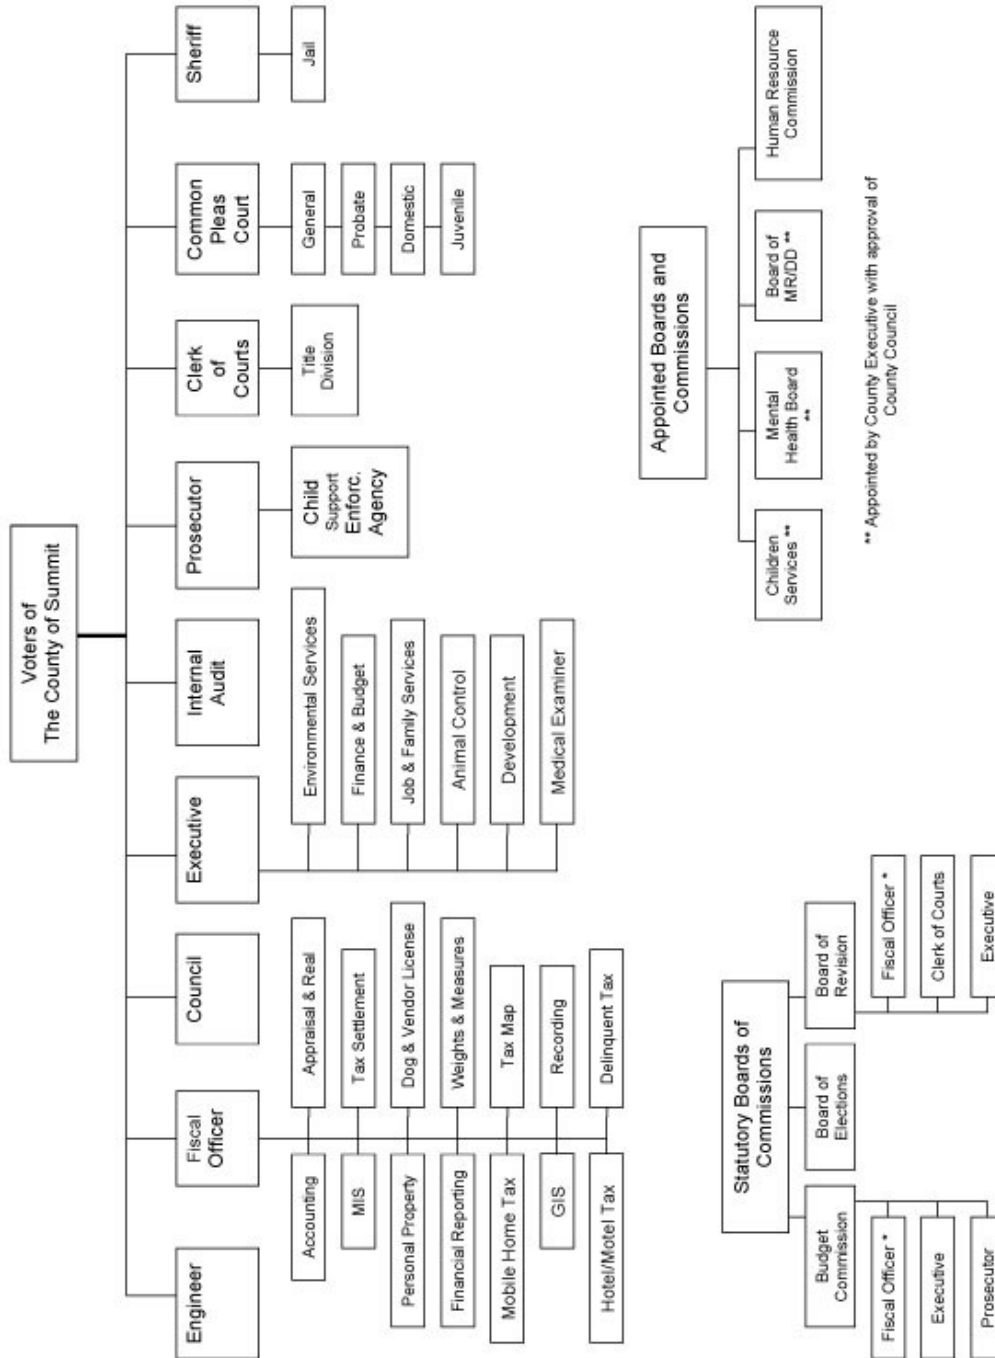 Voters of
The County of Summit
Engineer
Fiscal
Officer
Council
Executive
Internal
Audit
Prosecutor
Clerk
of
Courts
Common
Pleas
Court
Sheriff
Accounting
MIS
Personal Property
Financial Reporting
Mobile Home Tax
GIS
Hotel/Motel Tax
Appraisal & Real
Tax Settlement
Dog & Vendor License
Weights & Measures
Tax Map
Recording
Delinquent Tax
Environmental Services
Finance & Budget
Job & Family Services
Animal Control
Development
Medical Examiner
Child
Support
Enforc.
Agency
Title
Division
General
Probate
Domestic
Juvenile
Jail
Statutory Boards of
Commissions
Budget
Commission
Board of
Elections
Board of
Revision
Fiscal Officer *
Executive
Prosecutor
Fiscal Officer *
Clerk of Courts
Executive
Appointed Boards and
Commissions
Children
Services **
Mental
Health Board
**
Board of
MR/DD **
Human Resource
Commission
** Appointed by County Executive with approval of
County Council